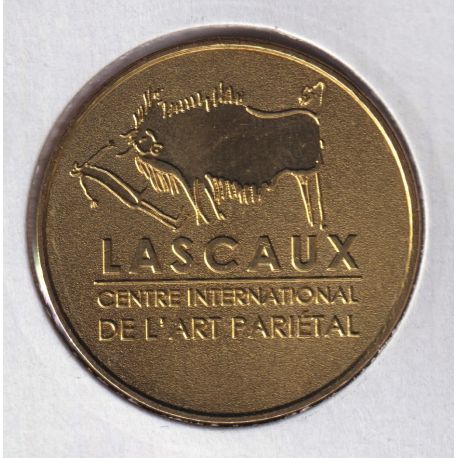 LASCAUX
CENTRE INTERNATIONAL
DE L'ART PARIÉTAL